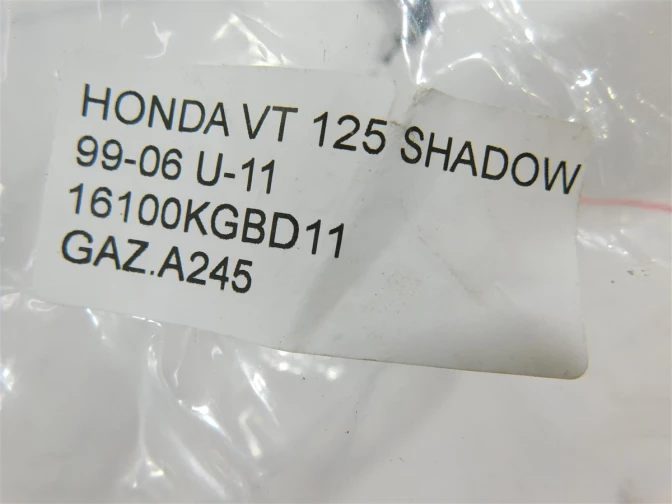 HONDA VT 125 SHADOW
99-06 U-11
16100KGBD11
GAZ.A245